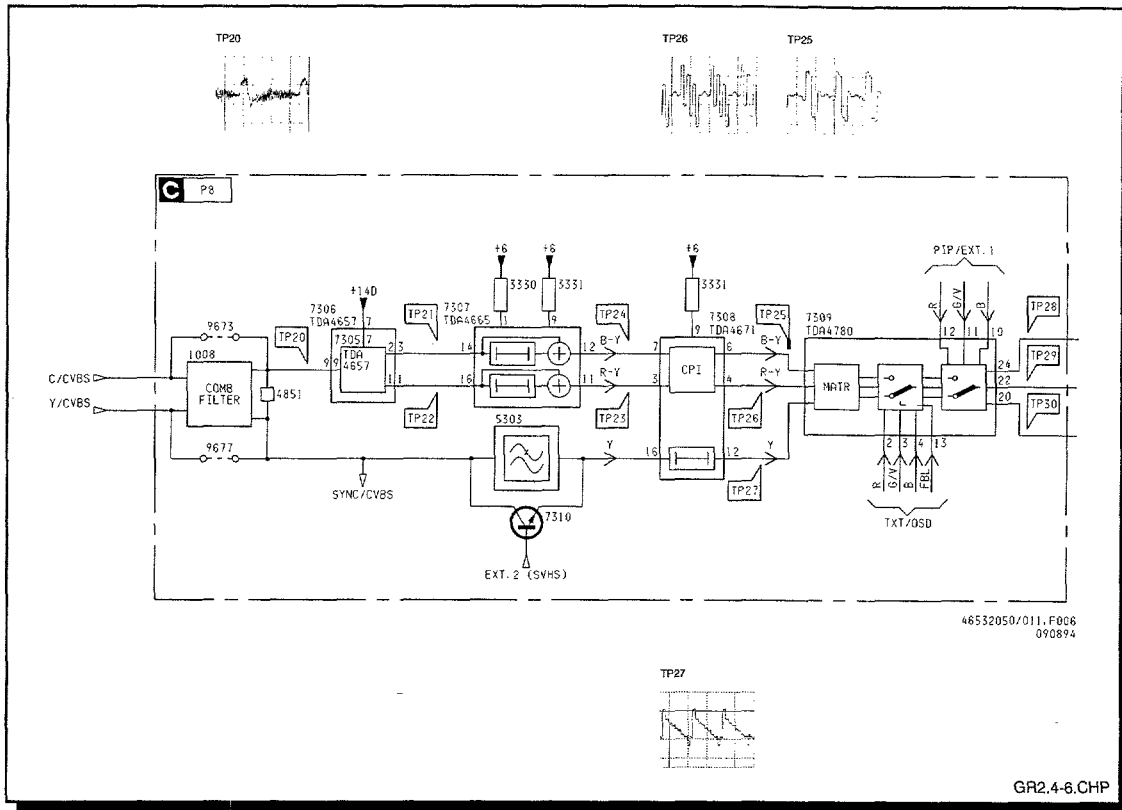 TP20
TP26 TP25
C P8
PIP/EXT.1
R G/V B
+6 +6 +6
+14D
3330 3331 3331
7306 TDA4657
7
7305 7
TDA 4657
TP21
7307 TDA4665
9
TP24
7308 TDA4671
9
TP25
7309 TDA4780
12 11 10
TP28
9673
TP20
1008
COMB FILTER
4851
9 9
2 3
14
12
B-Y
7
6
B-Y
24
TP29
C/CVBS
1 1
16
11
R-Y
3
CPI
4
R-Y
MATR
22
TP30
20
Y/CVBS
TP22
TP23
TP26
9677
S303
Y
16
12
Y
2 3 4 13
TP27
R G/V B FBL
SYNC/CVBS
7310
TXT/OSD
EXT.2 (SVHS)
46532050/011.F006
090894
TP27
GR2.4-6.CHP